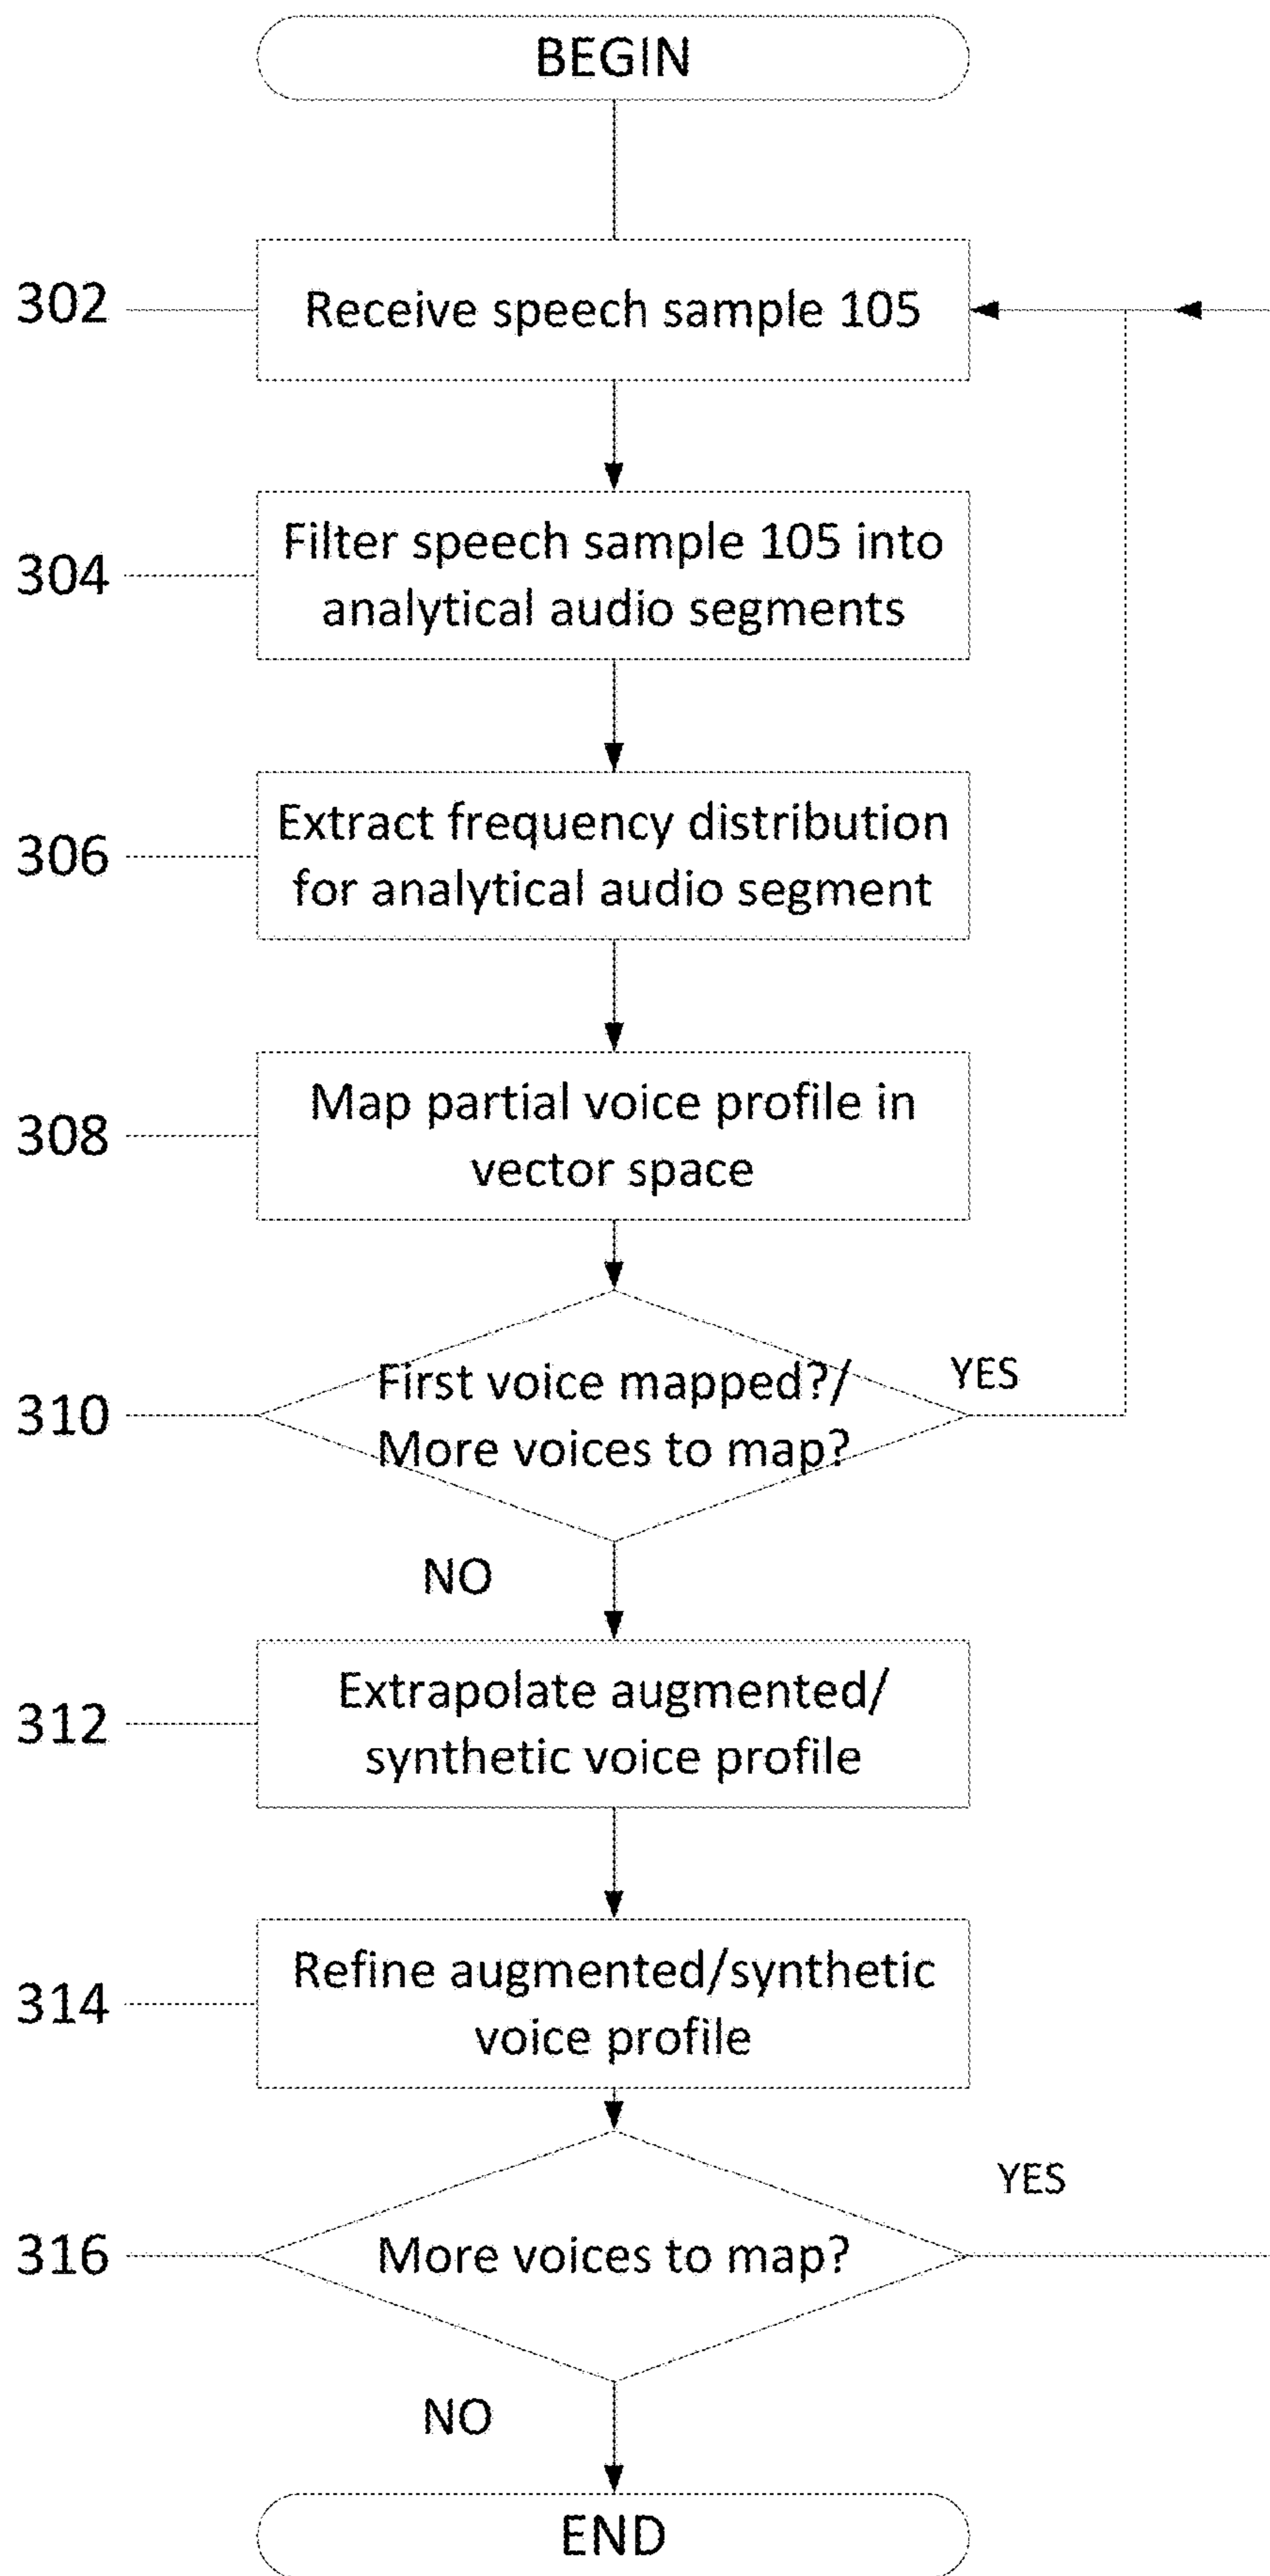 BEGIN
302
Receive speech sample 105
304
Filter speech sample 105 into
analytical audio segments
306
Extract frequency distribution
for analytical audio segment
308
Map partial voice profile in
vector space
310
First voice mapped?/
More voices to map?
YES
NO
312
Extrapolate augmented/
synthetic voice profile
314
Refine augmented/synthetic
voice profile
316
More voices to map?
YES
NO
END